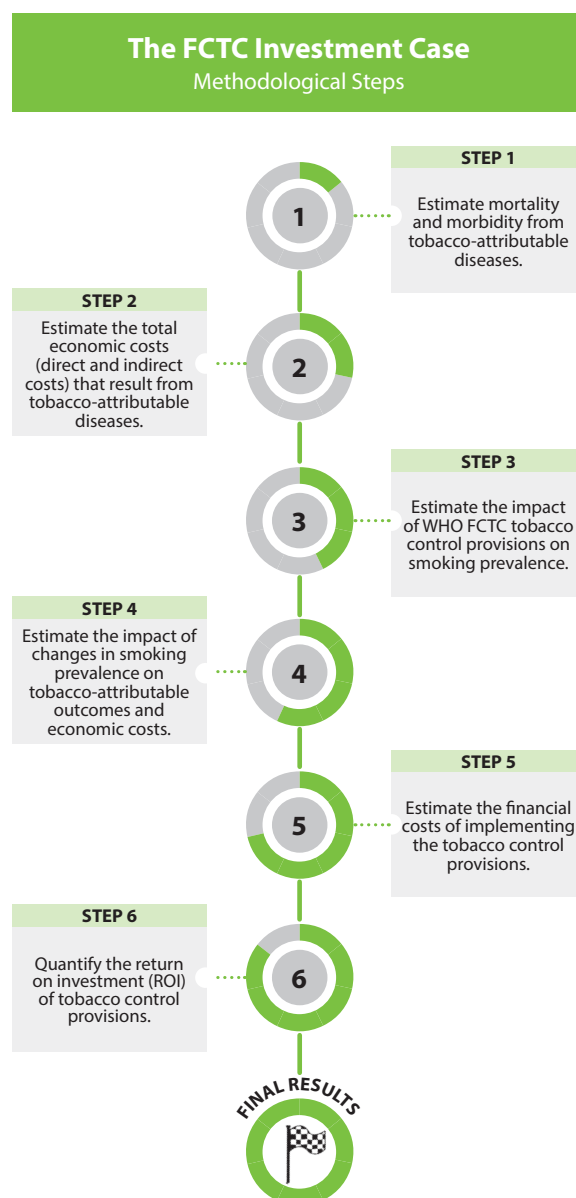 The FCTC Investment Case
Methodological Steps
1
STEP 1
Estimate mortality
and morbidity from
tobacco-attributable
diseases.
STEP 2
Estimate the total
economic costs
(direct and indirect
costs) that result from
tobacco-attributable
diseases.
2
3
STEP 3
Estimate the impact
of WHO FCTC tobacco
control provisions on
smoking prevalence.
STEP 4
Estimate the impact of
changes in smoking
prevalence on
tobacco-attributable
outcomes and
economic costs.
4
5
STEP 5
Estimate the financial
costs of implementing
the tobacco control
provisions.
STEP 6
Quantify the return
on investment (ROI)
of tobacco control
provisions.
6
FINAL RESULTS